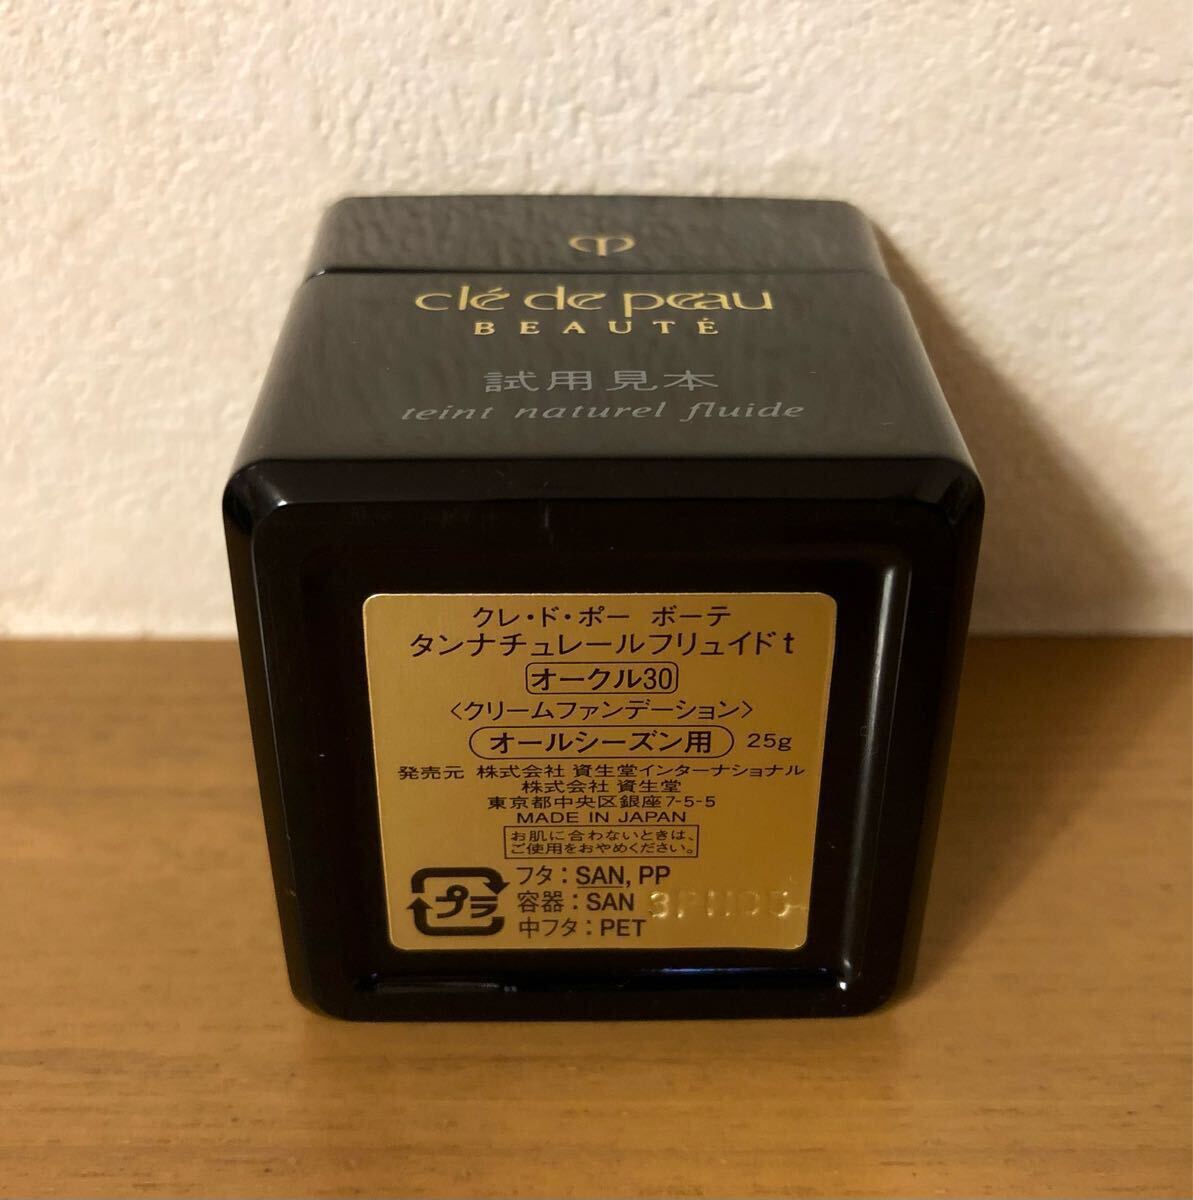 clé de peau
BEAUTÉ
試用見本
teint naturel fluide
クレ・ド・ポー ボーテ
タンナチュレールフリュイドt
オークル30
〈クリームファンデーション〉
オールシーズン用 25g
発売元 株式会社 資生堂インターナショナル
株式会社 資生堂
東京都中央区銀座7-5-5
MADE IN JAPAN
お肌に合わないときは、
ご使用をおやめください。
プラ
フタ：SAN, PP
容器：SAN
中フタ：PET